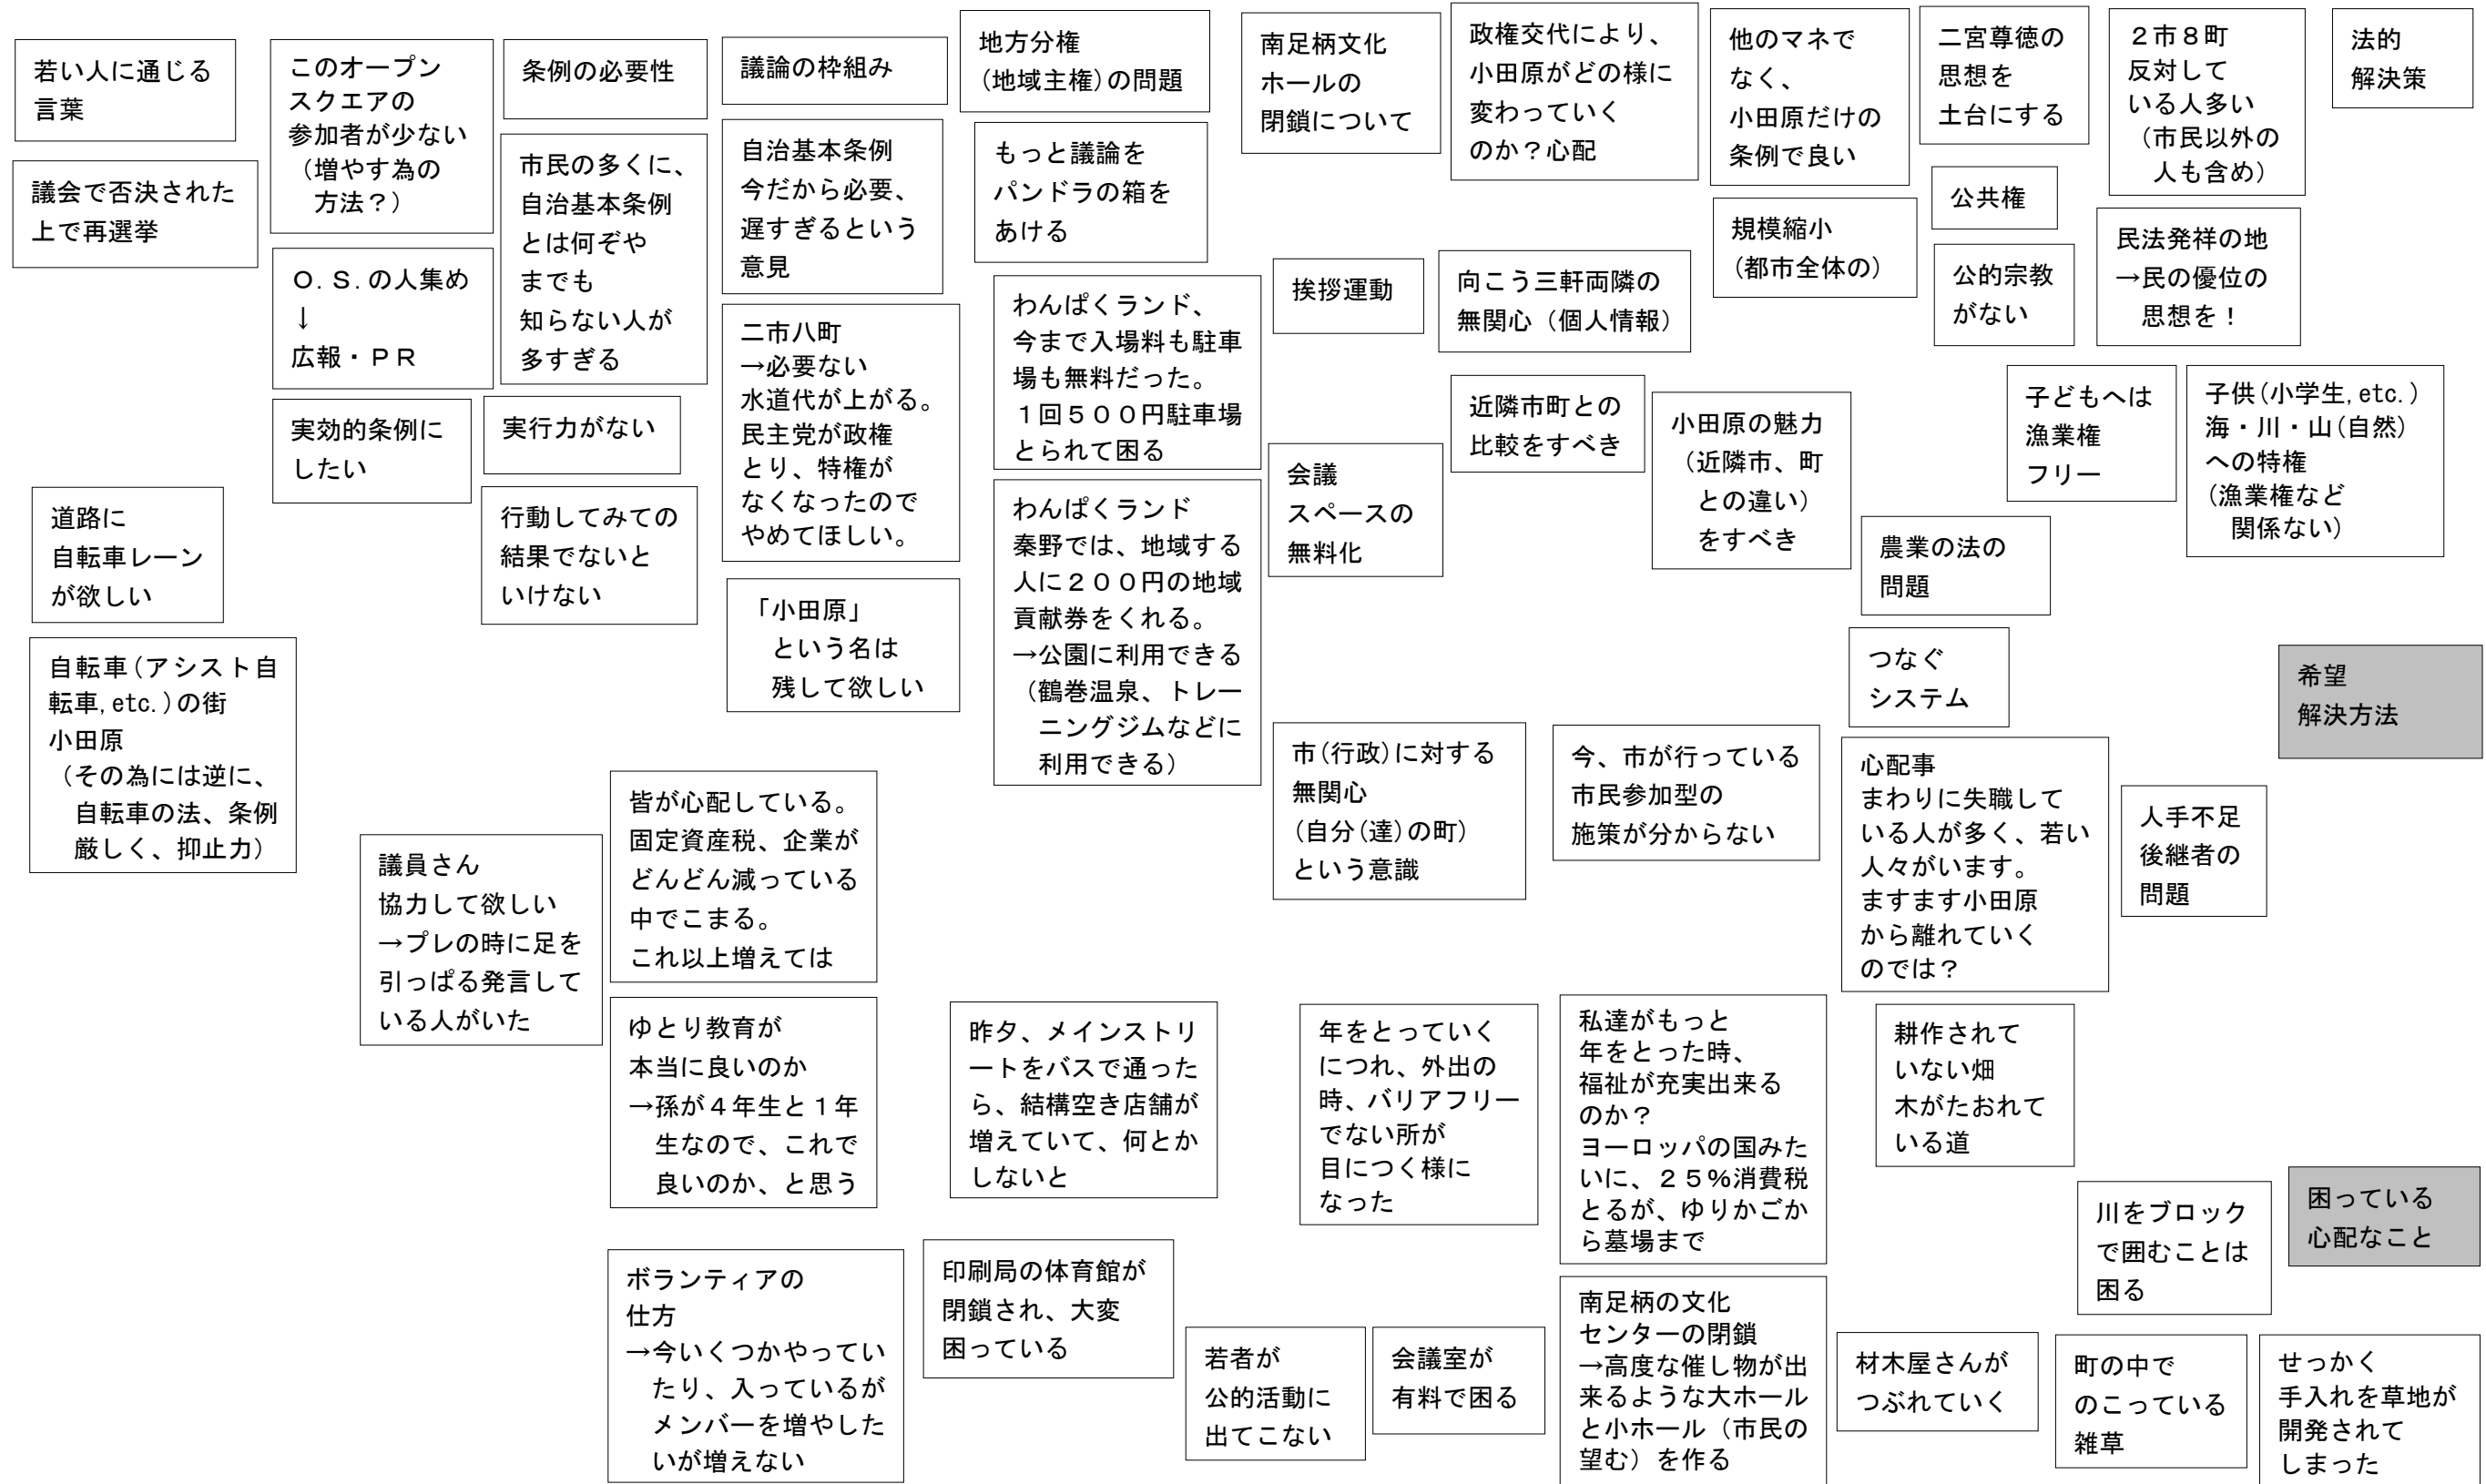 若い人に通じる
言葉
議会で否決された
上で再選挙
このオープン
スクエアの
参加者が少ない
（増やす為の
方法？）
Ｏ．Ｓ．の人集め
↓
広報・ＰＲ
実効的条例に
したい
条例の必要性
市民の多くに、
自治基本条例
とは何ぞや
までも
知らない人が
多すぎる
実行力がない
行動してみての
結果でないと
いけない
議論の枠組み
自治基本条例
今だから必要、
遅すぎるという
意見
二市八町
→必要ない
水道代が上がる。
民主党が政権
とり、特権が
なくなったので
やめてほしい。
「小田原」
という名は
残して欲しい
地方分権
(地域主権)の問題
もっと議論を
パンドラの箱を
あける
わんぱくランド、
今まで入場料も駐車
場も無料だった。
１回５００円駐車場
とられて困る
わんぱくランド
秦野では、地域する
人に２００円の地域
貢献券をくれる。
→公園に利用できる
（鶴巻温泉、トレー
ニングジムなどに
利用できる）
南足柄文化
ホールの
閉鎖について
挨拶運動
会議
スペースの
無料化
政権交代により、
小田原がどの様に
変わっていく
のか？心配
向こう三軒両隣の
無関心（個人情報）
近隣市町との
比較をすべき
他のマネで
なく、
小田原だけの
条例で良い
規模縮小
(都市全体の)
小田原の魅力
（近隣市、町
との違い）
をすべき
二宮尊徳の
思想を
土台にする
公共権
公的宗教
がない
２市８町
反対して
いる人多い
（市民以外の
人も含め）
民法発祥の地
→民の優位の
思想を！
法的
解決策
子どもへは
漁業権
フリー
子供(小学生,etc.)
海・川・山(自然)
への特権
(漁業権など
関係ない)
農業の法の
問題
つなぐ
システム
希望
解決方法
道路に
自転車レーン
が欲しい
自転車(アシスト自
転車,etc.)の街
小田原
（その為には逆に、
自転車の法、条例
厳しく、抑止力）
議員さん
協力して欲しい
→プレの時に足を
引っぱる発言して
いる人がいた
皆が心配している。
固定資産税、企業が
どんどん減っている
中でこまる。
これ以上増えては
ゆとり教育が
本当に良いのか
→孫が４年生と１年
生なので、これで
良いのか、と思う
ボランティアの
仕方
→今いくつかやってい
たり、入っているが
メンバーを増やした
いが増えない
昨夕、メインストリ
ートをバスで通った
ら、結構空き店舗が
増えていて、何とか
しないと
印刷局の体育館が
閉鎖され、大変
困っている
市(行政)に対する
無関心
(自分(達)の町)
という意識
今、市が行っている
市民参加型の
施策が分からない
心配事
まわりに失職して
いる人が多く、若い
人々がいます。
ますます小田原
から離れていく
のでは？
人手不足
後継者の
問題
年をとっていく
につれ、外出の
時、バリアフリー
でない所が
目につく様に
なった
私達がもっと
年をとった時、
福祉が充実出来る
のか？
ヨーロッパの国みた
いに、２５％消費税
とるが、ゆりかごか
ら墓場まで
耕作されて
いない畑
木がたおれて
いる道
川をブロック
で囲むことは
困る
困っている
心配なこと
若者が
公的活動に
出てこない
会議室が
有料で困る
南足柄の文化
センターの閉鎖
→高度な催し物が出
来るような大ホール
と小ホール（市民の
望む）を作る
材木屋さんが
つぶれていく
町の中で
のこっている
雑草
せっかく
手入れを草地が
開発されて
しまった